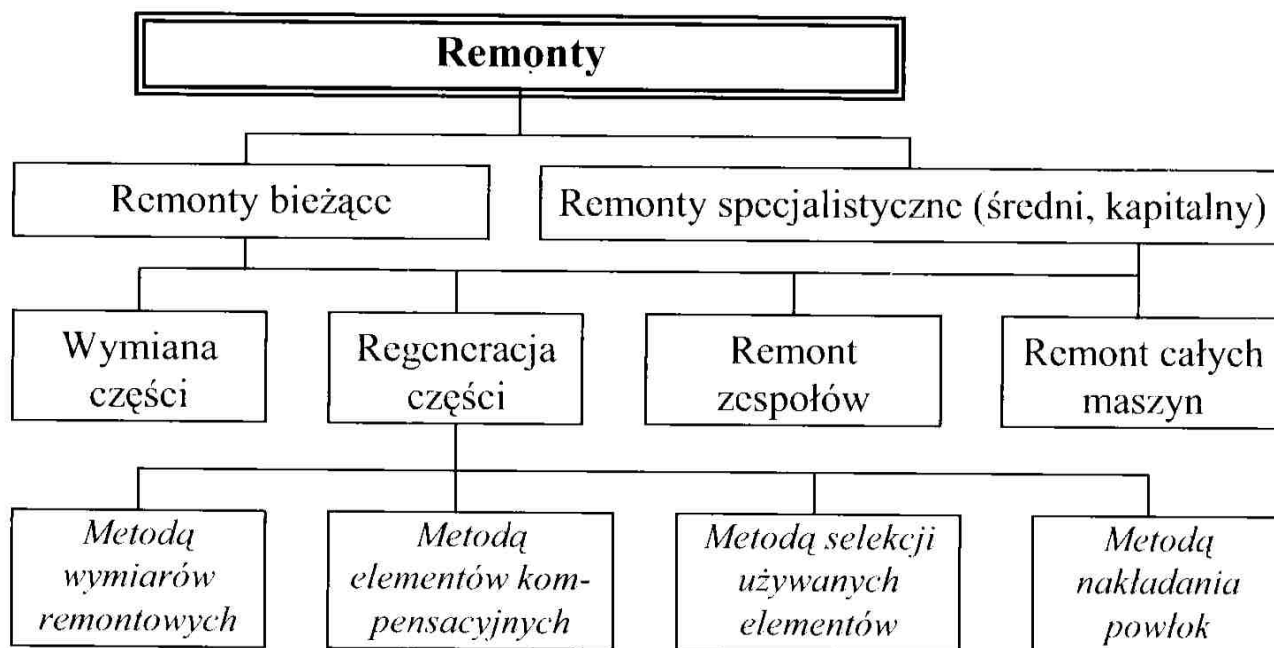 Remonty
Remonty bieżące
Remonty specjalistyczne (średni, kapitalny)
Wymiana
części
Regeneracja
części
Remont
zespołów
Remont całych
maszyn
Metodą
wymiarów
remontowych
Metodą
elementów kom-
pensacyjnych
Metodą selekcji
używanych
elementów
Metodą
nakładania
powłok